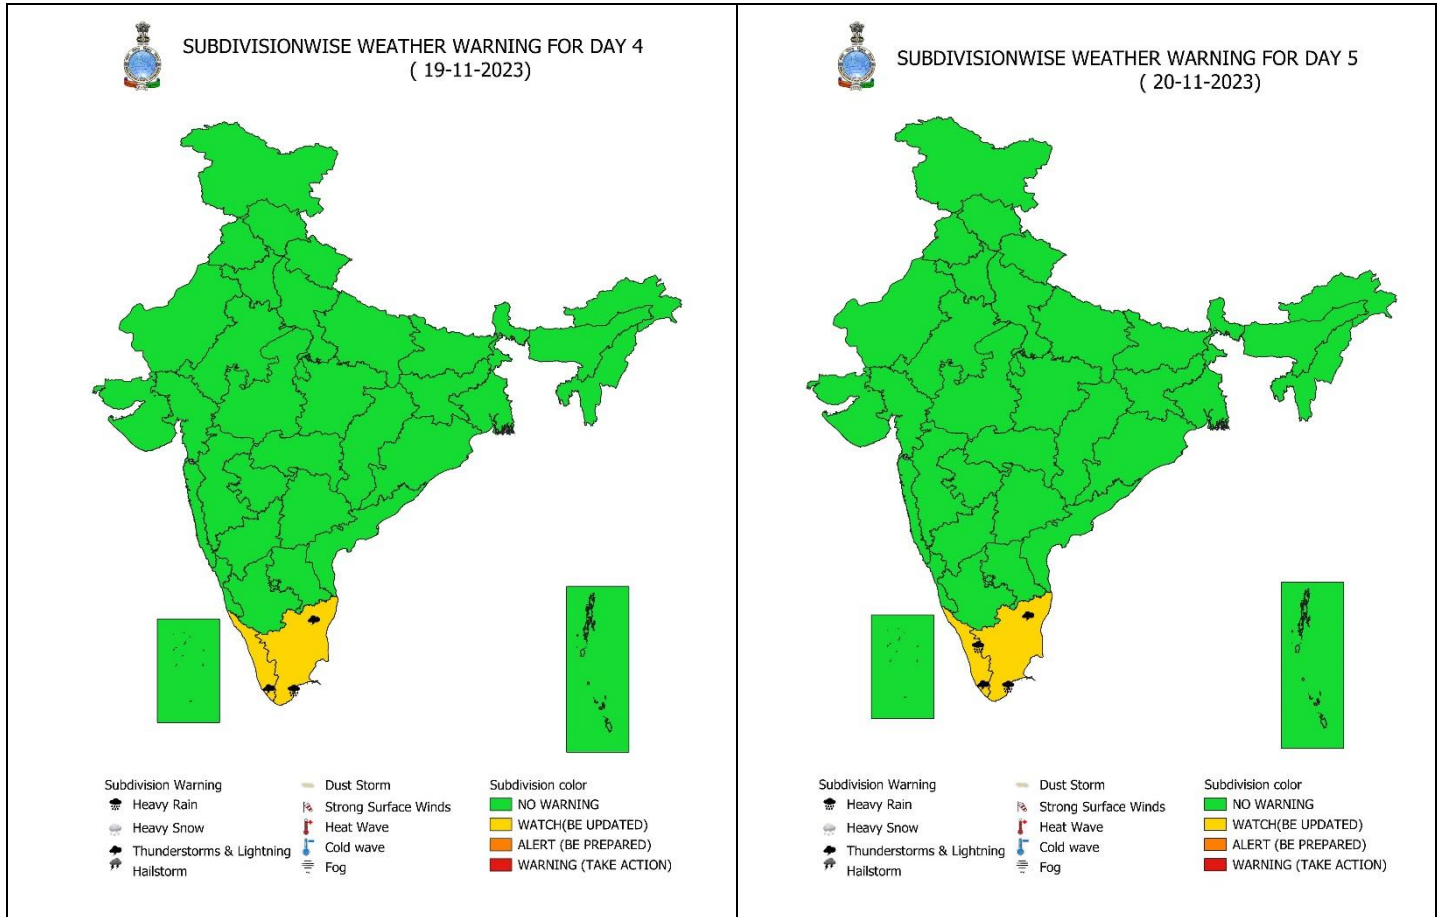 SUBDIVISIONWISE WEATHER WARNING FOR DAY 4
( 19-11-2023)
Subdivision Warning
Heavy Rain
Heavy Snow
Thunderstorms & Lightning
Hailstorm
Dust Storm
Strong Surface Winds
Heat Wave
Cold wave
Fog
Subdivision color
NO WARNING
WATCH(BE UPDATED)
ALERT (BE PREPARED)
WARNING (TAKE ACTION)
SUBDIVISIONWISE WEATHER WARNING FOR DAY 5
( 20-11-2023)
Subdivision Warning
Heavy Rain
Heavy Snow
Thunderstorms & Lightning
Hailstorm
Dust Storm
Strong Surface Winds
Heat Wave
Cold wave
Fog
Subdivision color
NO WARNING
WATCH(BE UPDATED)
ALERT (BE PREPARED)
WARNING (TAKE ACTION)